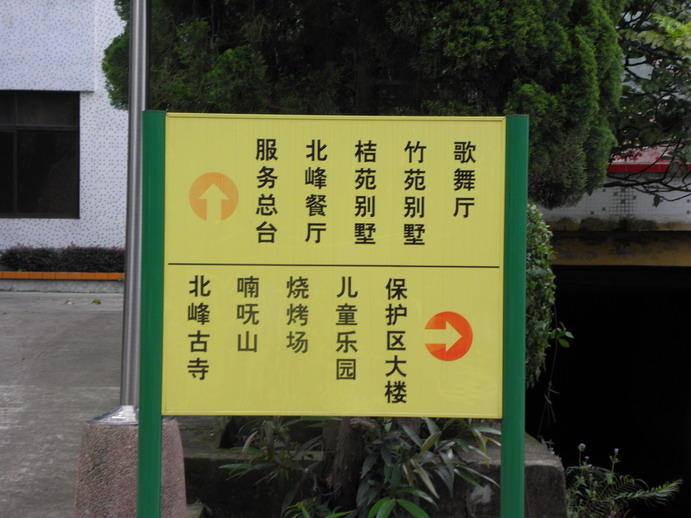 歌舞厅
竹苑别墅
桔苑别墅
北峰餐厅
服务总台
保护区大楼
儿童乐园
烧烤场
喃呒山
北峰古寺